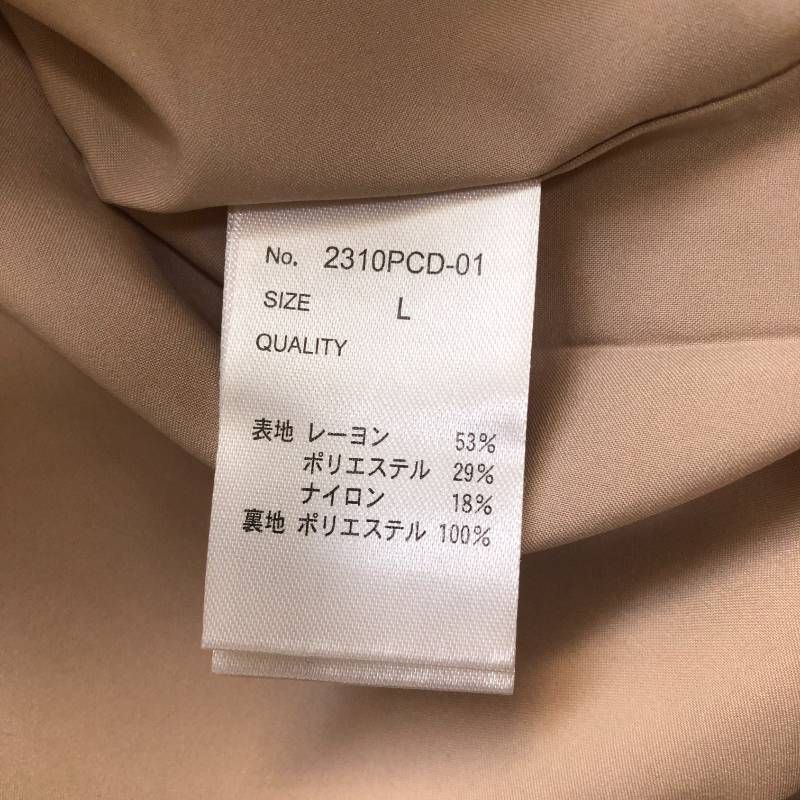 No. 2310PCD-01
SIZE L
QUALITY
表地 レーヨン 53%
ポリエステル 29%
ナイロン 18%
裏地 ポリエステル 100%